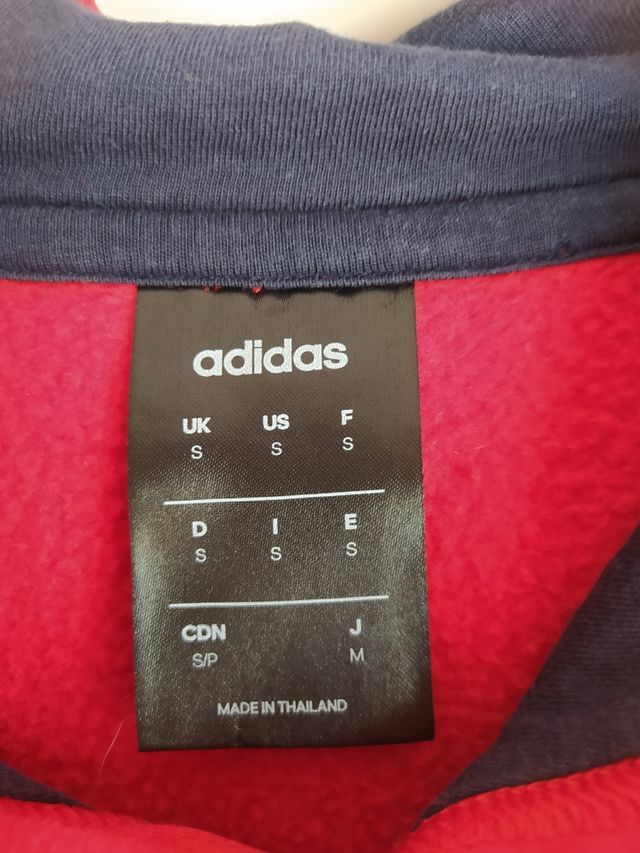 adidas
UK US F
S S S
D I E
S S S
CDN J
S/P M
MADE IN THAILAND